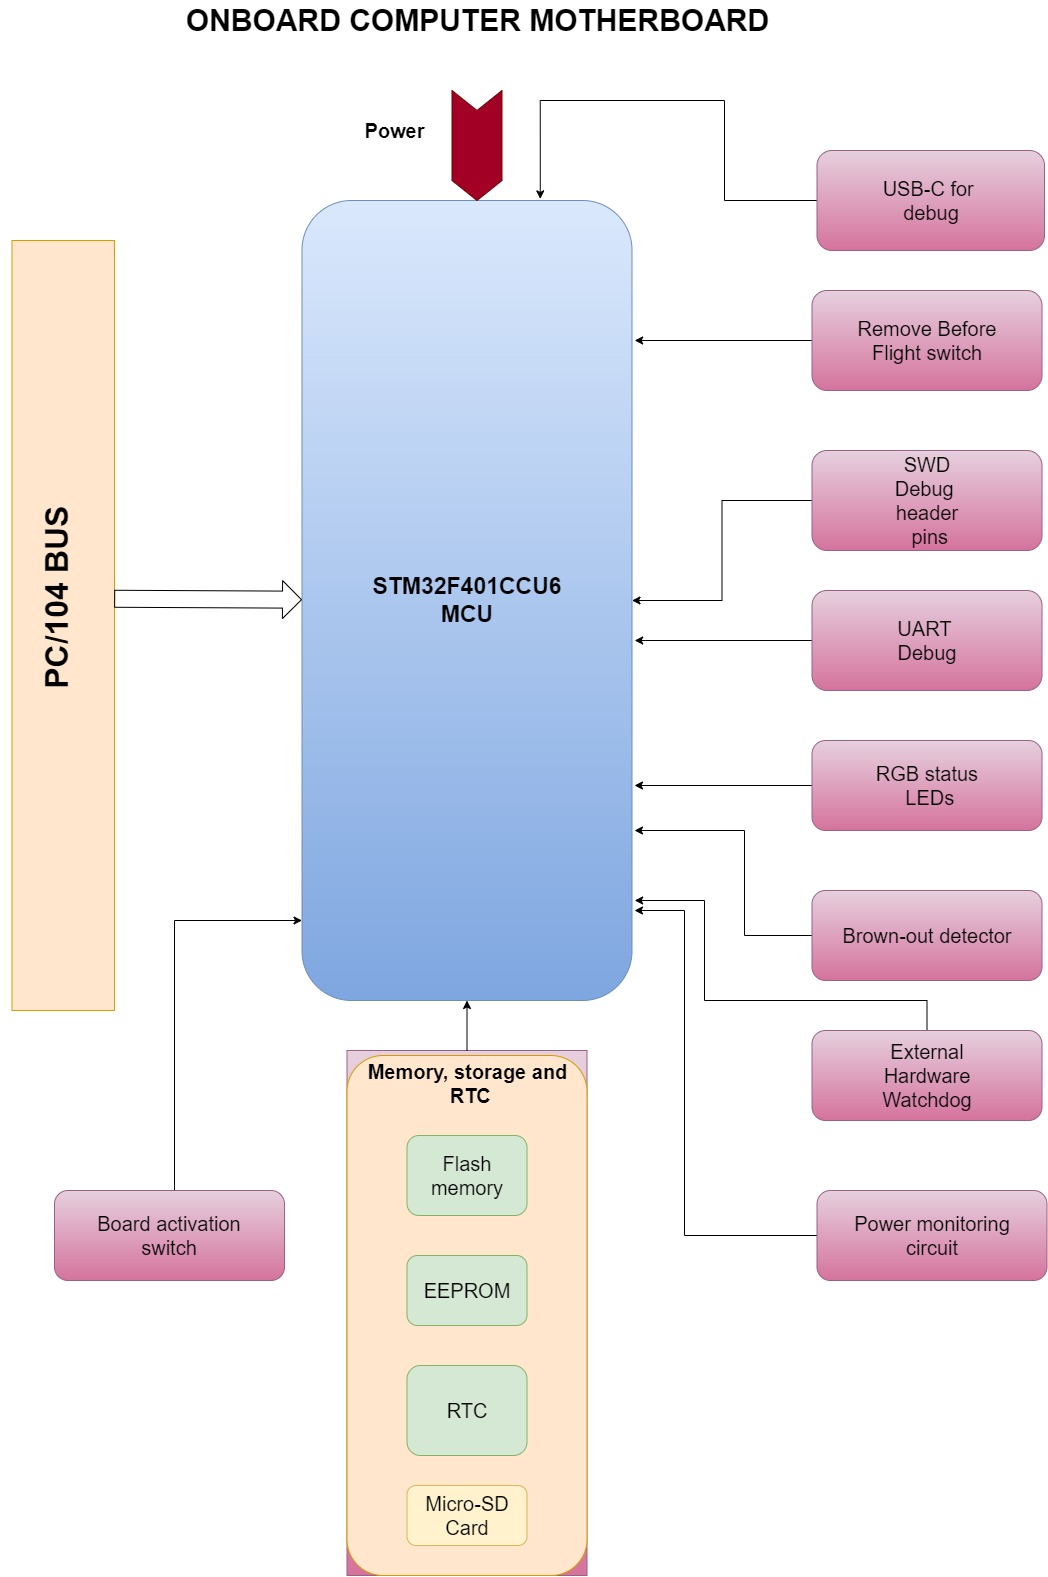 ONBOARD COMPUTER MOTHERBOARD
Power
USB-C for
debug
Remove Before
Flight switch
SWD
Debug
header
pins
PC/104 BUS
STM32F401CCU6
MCU
UART
Debug
RGB status
LEDs
Brown-out detector
External
Hardware
Watchdog
Memory, storage and
RTC
Flash
memory
Board activation
switch
Power monitoring
circuit
EEPROM
RTC
Micro-SD
Card